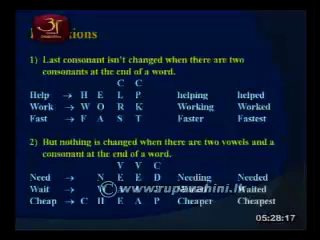 1) Last consonant isn't changed when there are two
consonants at the end of a word.
C C
Help → H E L P helping helped
Work → W O R K Working Worked
Fast → F A S T Faster Fastest
2) But nothing is changed when there are two vowels and a
consonant at the end of a word.
V V C
Need → N E E D Needing Needed
Wait → Waited
Cheap → C H E A P Cheaper Cheapest
© www.rupavahini.lk
05:28:17